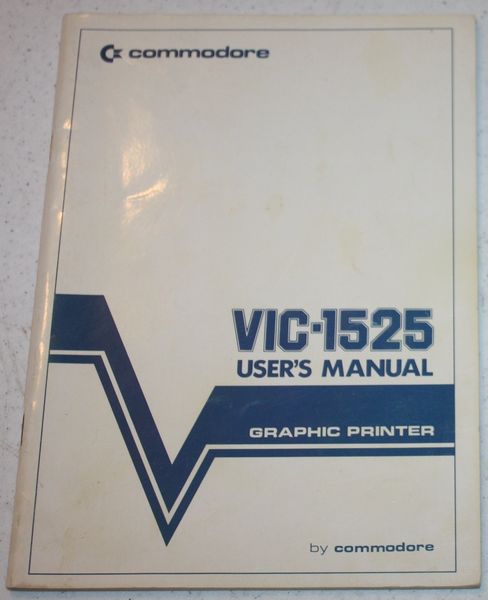 commodore
VIC-1525
USER'S MANUAL
GRAPHIC PRINTER
by commodore